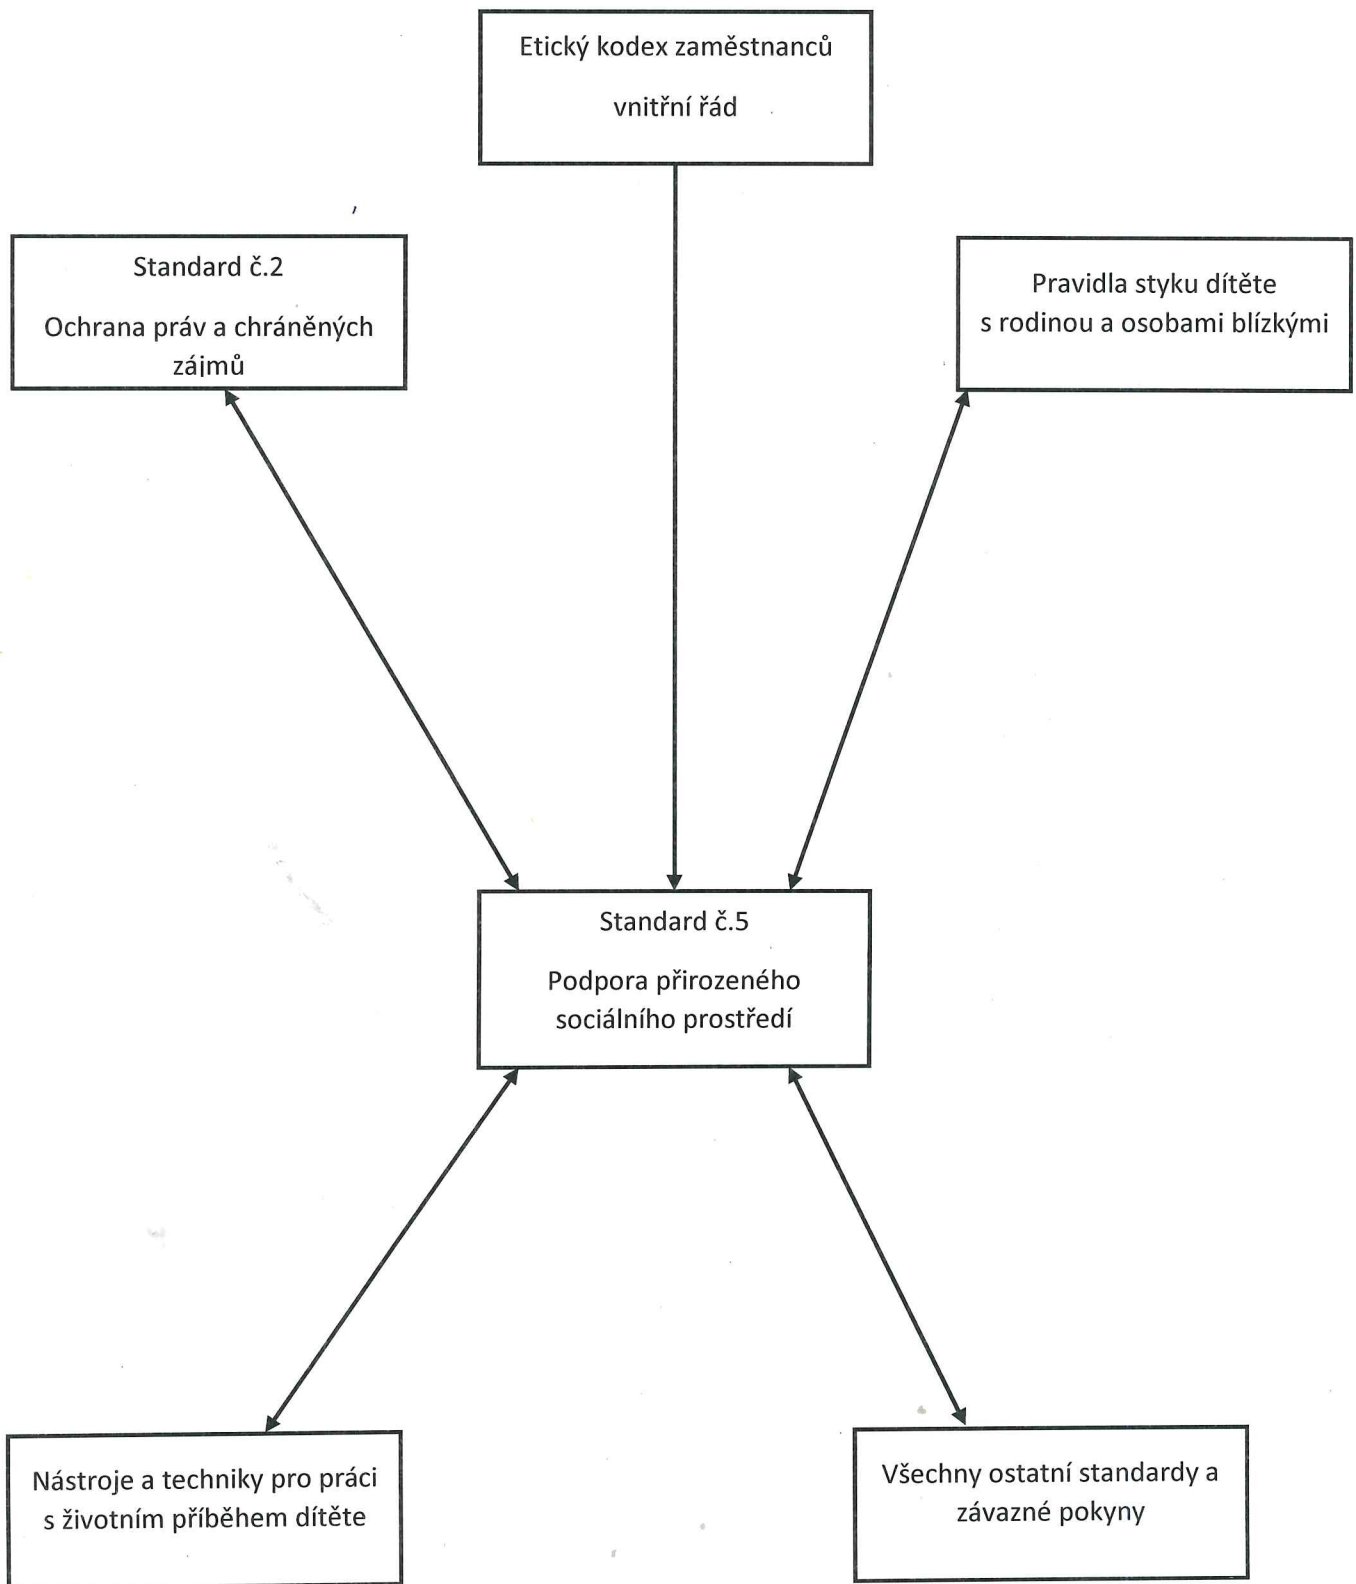 Etický kodex zaměstnanců
vnitřní řád
Standard č.2
Ochrana práv a chráněných
zájmů
Pravidla styku dítěte
s rodinou a osobami blízkými
Standard č.5
Podpora přirozeného
sociálního prostředí
Nástroje a techniky pro práci
s životním příběhem dítěte
Všechny ostatní standardy a
závazné pokyny